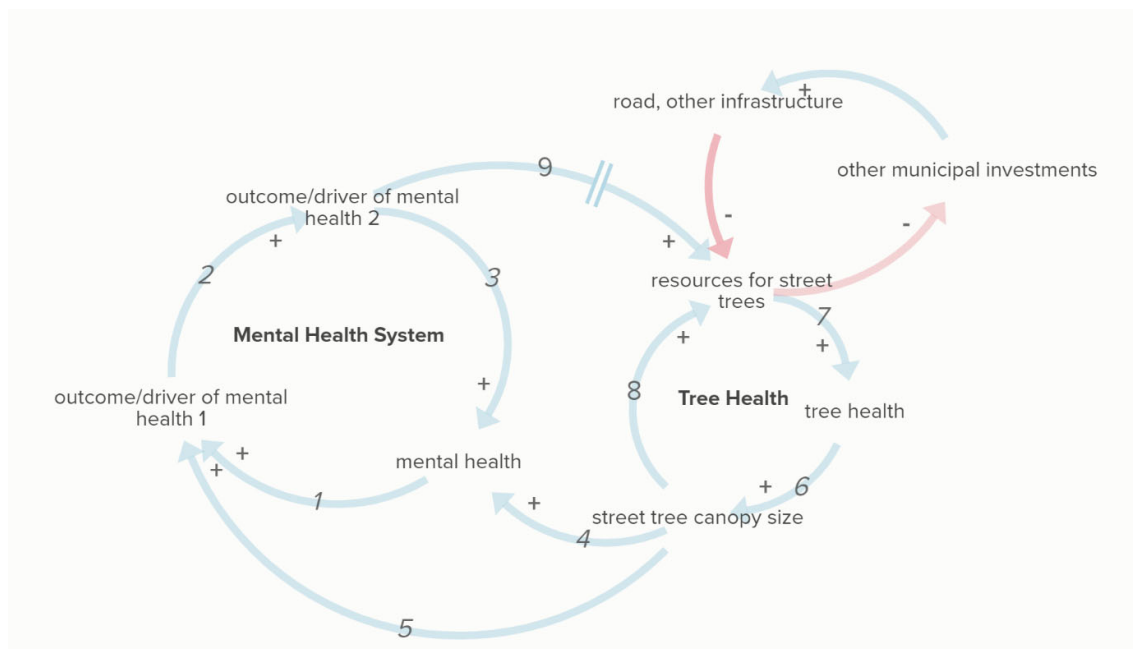 +
road, other infrastructure
9
other municipal investments
outcome/driver of mental
health 2
-
-
+
+
2
3
resources for street
trees
7
+
+
Mental Health System
+
8
Tree Health
outcome/driver of mental
health 1
tree health
+
+
mental health
1
+
4
+
6
street tree canopy size
5